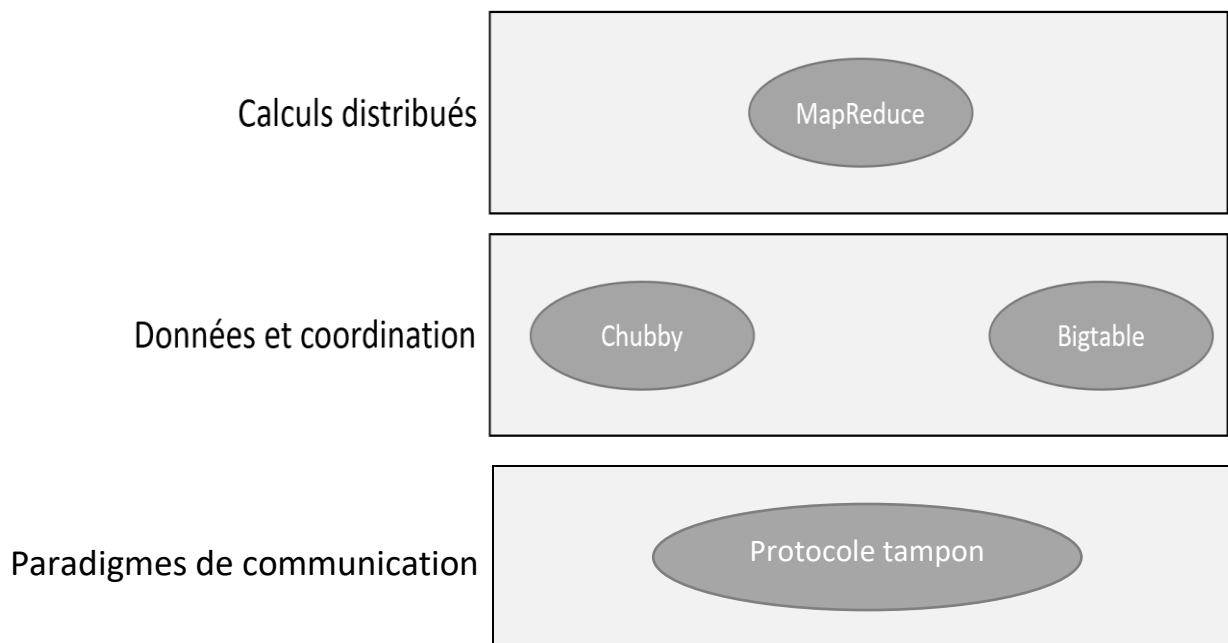 Calculs distribués
MapReduce
Données et coordination
Chubby
Bigtable
Paradigmes de communication
Protocole tampon